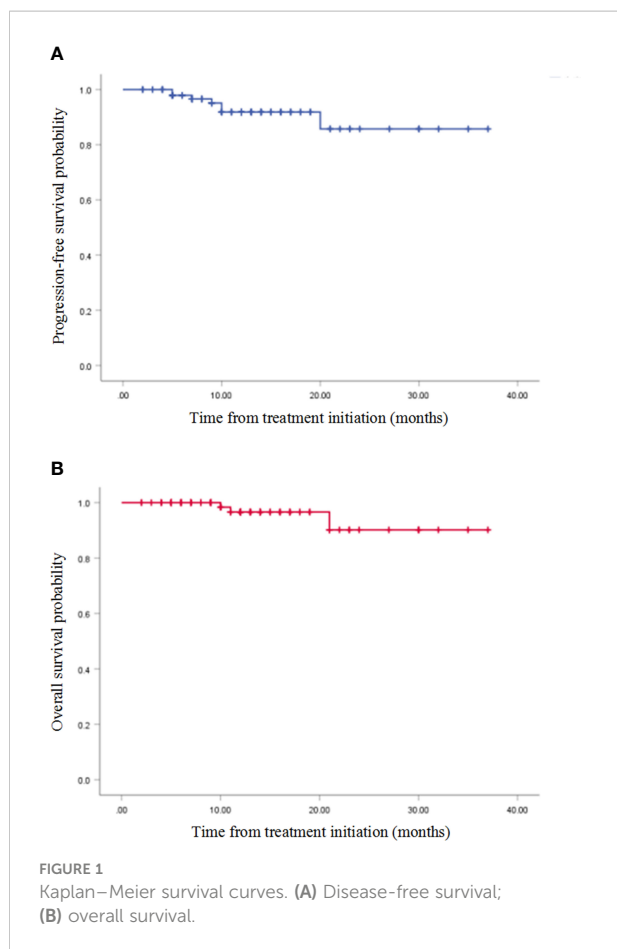 A
Progression-free survival probability
1.0
0.8
0.6
0.4
0.2
0.0
.00
10.00
20.00
30.00
40.00
Time from treatment initiation (months)
B
Overall survival probability
1.0
0.8
0.6
0.4
0.2
0.0
.00
10.00
20.00
30.00
40.00
Time from treatment initiation (months)
FIGURE 1
Kaplan–Meier survival curves. (A) Disease-free survival;
(B) overall survival.